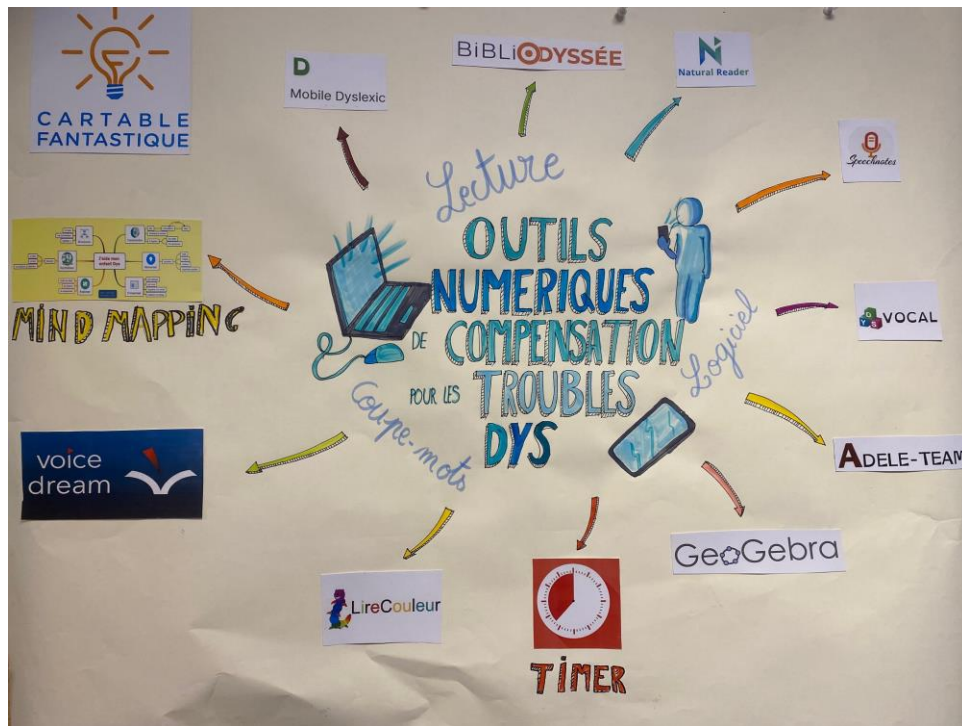 CARTABLE
FANTASTIQUE
D
Mobile Dyslexic
BiBLiODYSSÉE
Natural Reader
Speechnotes
DYS VOCAL
ADELE-TEAM
GeoGebra
TIMER
LireCouleur
voice
dream
MIND MAPPING
Lecture
OUTILS
NUMERIQUES
DE COMPENSATION
POUR LES TROUBLES
DYS
Logiciel
Coupe-mots